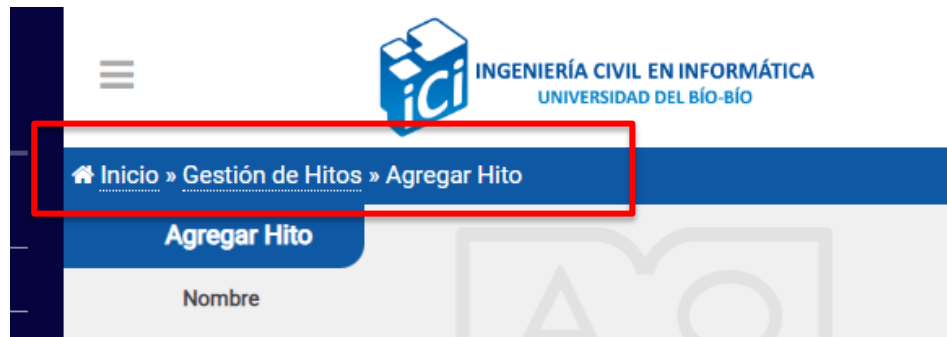 ici
INGENIERÍA CIVIL EN INFORMÁTICA
UNIVERSIDAD DEL BÍO-BÍO
Inicio » Gestión de Hitos » Agregar Hito
Agregar Hito
Nombre